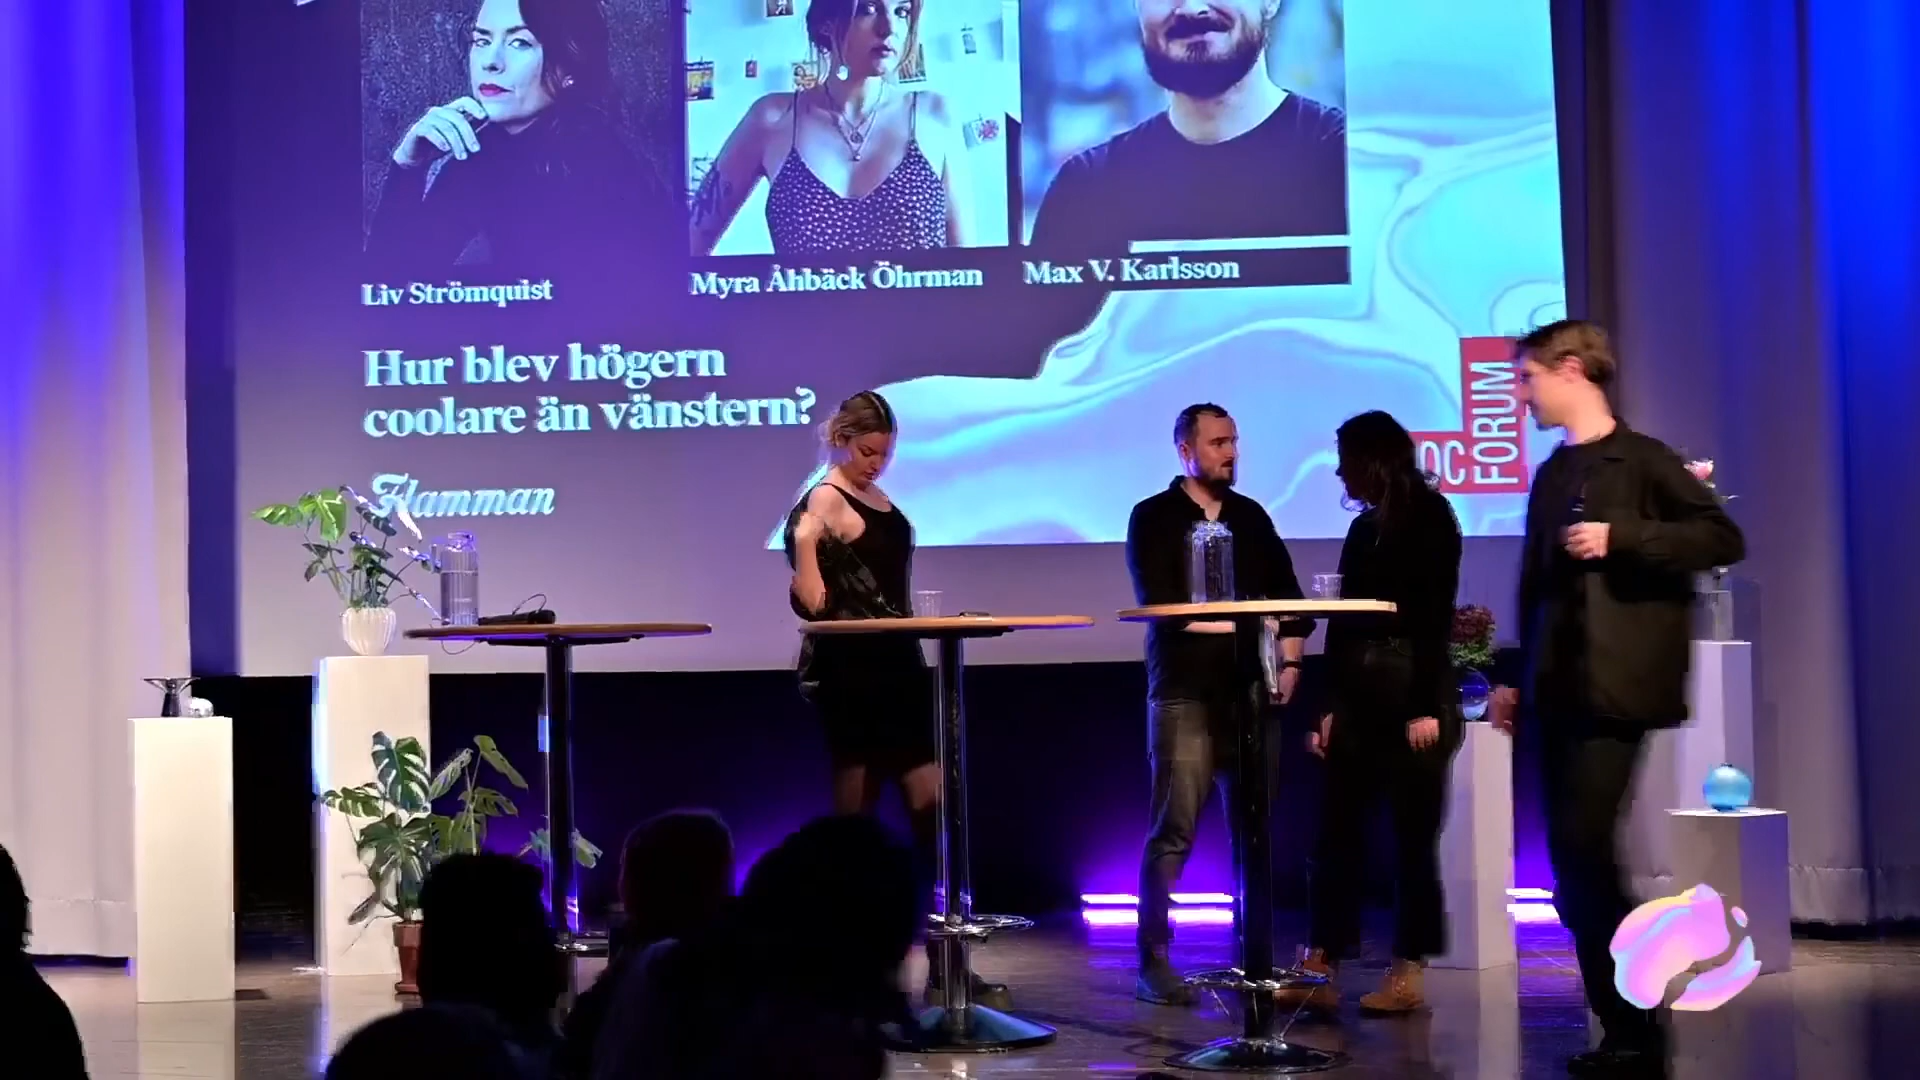 Liv Strömquist
Myra Åhbäck Öhrman
Max V. Karlsson
Hur blev högern
coolare än vänstern?
Flamman
FORUM